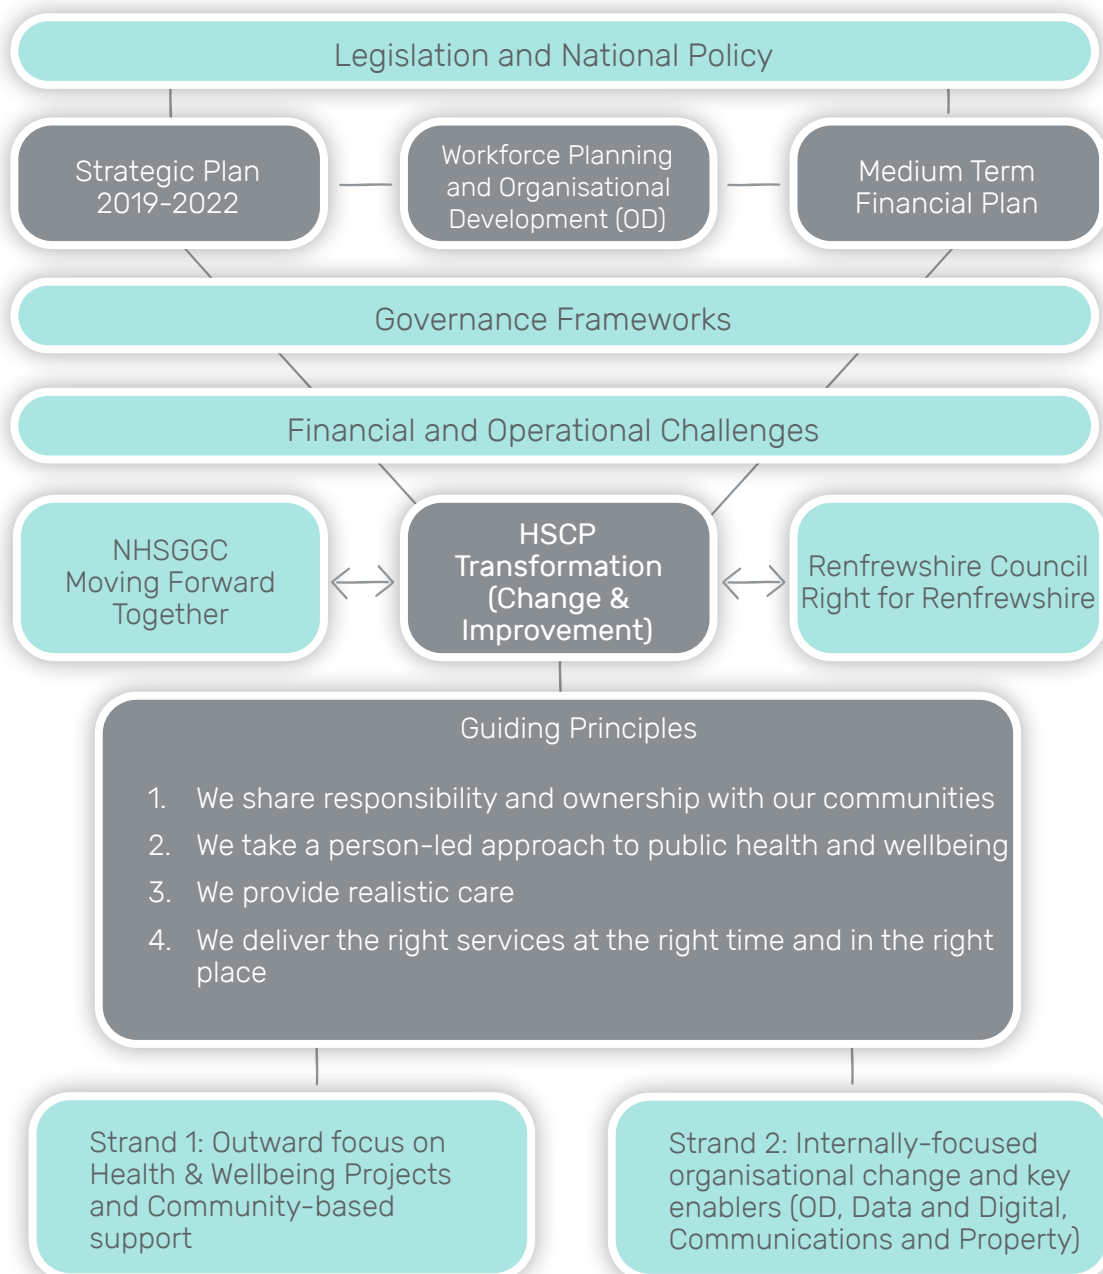 Legislation and National Policy
Strategic Plan
2019-2022
Workforce Planning
and Organisational
Development (OD)
Medium Term
Financial Plan
Governance Frameworks
Financial and Operational Challenges
NHSGGC
Moving Forward
Together
HSCP
Transformation
(Change &
Improvement)
Renfrewshire Council
Right for Renfrewshire
Guiding Principles
1. We share responsibility and ownership with our communities
2. We take a person-led approach to public health and wellbeing
3. We provide realistic care
4. We deliver the right services at the right time and in the right
place
Strand 1: Outward focus on
Health & Wellbeing Projects
and Community-based
support
Strand 2: Internally-focused
organisational change and key
enablers (OD, Data and Digital,
Communications and Property)